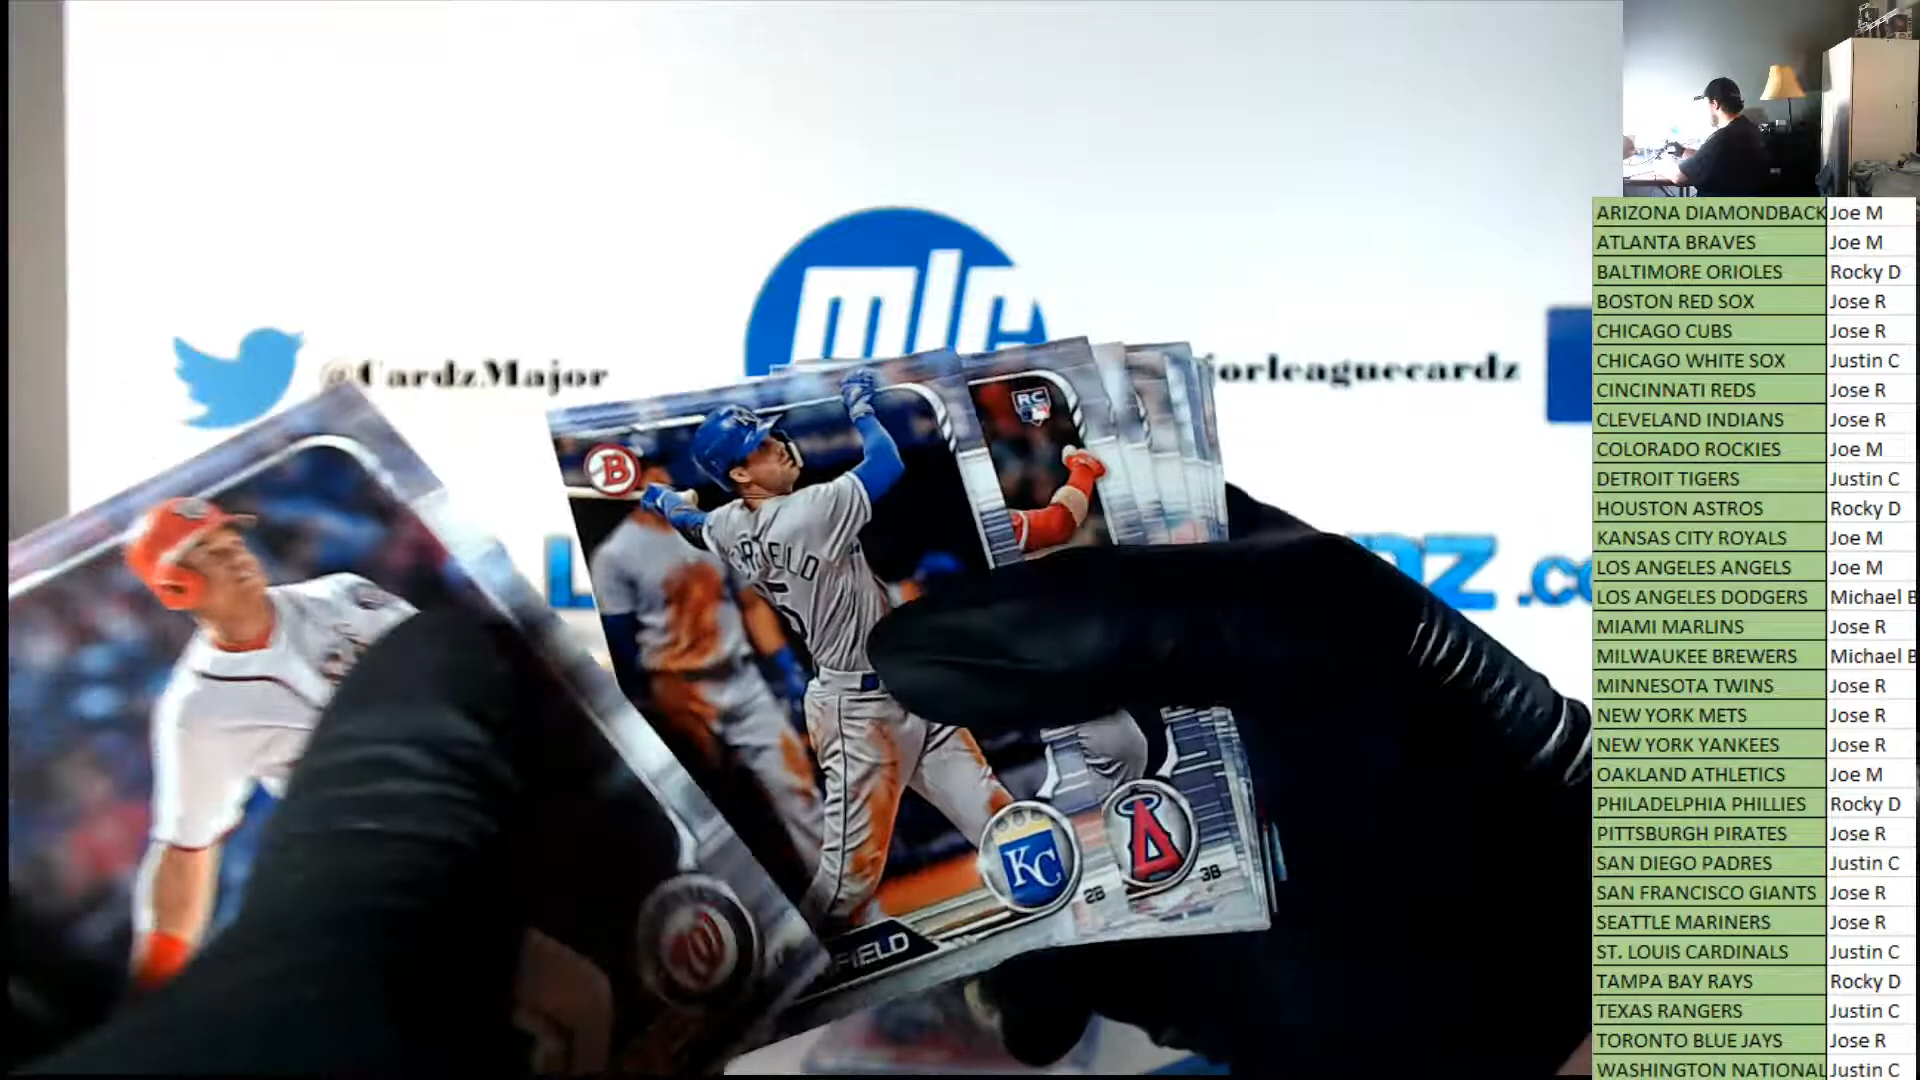 mlc
@CardzMajor
jorleaguecardz
L
DZ.co
B
RC
FIELD
5
KC
2B
A
3B
W
FIELD
ARIZONA DIAMONDBACK Joe M
ATLANTA BRAVES Joe M
BALTIMORE ORIOLES Rocky D
BOSTON RED SOX Jose R
CHICAGO CUBS Jose R
CHICAGO WHITE SOX Justin C
CINCINNATI REDS Jose R
CLEVELAND INDIANS Jose R
COLORADO ROCKIES Joe M
DETROIT TIGERS Justin C
HOUSTON ASTROS Rocky D
KANSAS CITY ROYALS Joe M
LOS ANGELES ANGELS Joe M
LOS ANGELES DODGERS Michael B
MIAMI MARLINS Jose R
MILWAUKEE BREWERS Michael B
MINNESOTA TWINS Jose R
NEW YORK METS Jose R
NEW YORK YANKEES Jose R
OAKLAND ATHLETICS Joe M
PHILADELPHIA PHILLIES Rocky D
PITTSBURGH PIRATES Jose R
SAN DIEGO PADRES Justin C
SAN FRANCISCO GIANTS Jose R
SEATTLE MARINERS Jose R
ST. LOUIS CARDINALS Justin C
TAMPA BAY RAYS Rocky D
TEXAS RANGERS Justin C
TORONTO BLUE JAYS Jose R
WASHINGTON NATIONAL Justin C